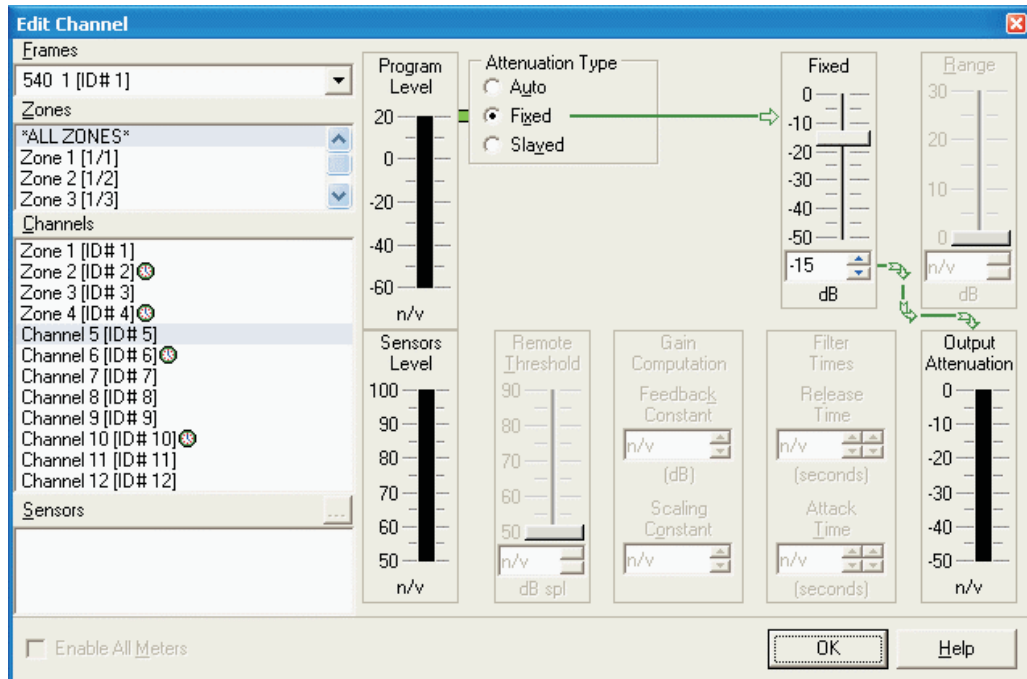 Edit Channel
Frames
540 1 [ID# 1]
Zones
*ALL ZONES*
Zone 1 [1/1]
Zone 2 [1/2]
Zone 3 [1/3]
Channels
Zone 1 [ID# 1]
Zone 2 [ID# 2]
Zone 3 [ID# 3]
Zone 4 [ID# 4]
Channel 5 [ID# 5]
Channel 6 [ID# 6]
Channel 7 [ID# 7]
Channel 8 [ID# 8]
Channel 9 [ID# 9]
Channel 10 [ID# 10]
Channel 11 [ID# 11]
Channel 12 [ID# 12]
Sensors
...
Enable All Meters
Program
Level
20
0
-20
-40
-60
n/v
Attenuation Type
Auto
Fixed
Slaved
Fixed
0
-10
-20
-30
-40
-50
-15
dB
Range
30
20
10
0
n/v
dB
Sensors
Level
100
90
80
70
60
50
n/v
Remote
Threshold
90
80
70
60
50
n/v
dB spl
Gain
Computation
Feedback
Constant
n/v
(dB)
Scaling
Constant
n/v
Filter
Times
Release
Time
n/v
(seconds)
Attack
Time
n/v
(seconds)
Output
Attenuation
0
-10
-20
-30
-40
-50
n/v
OK
Help